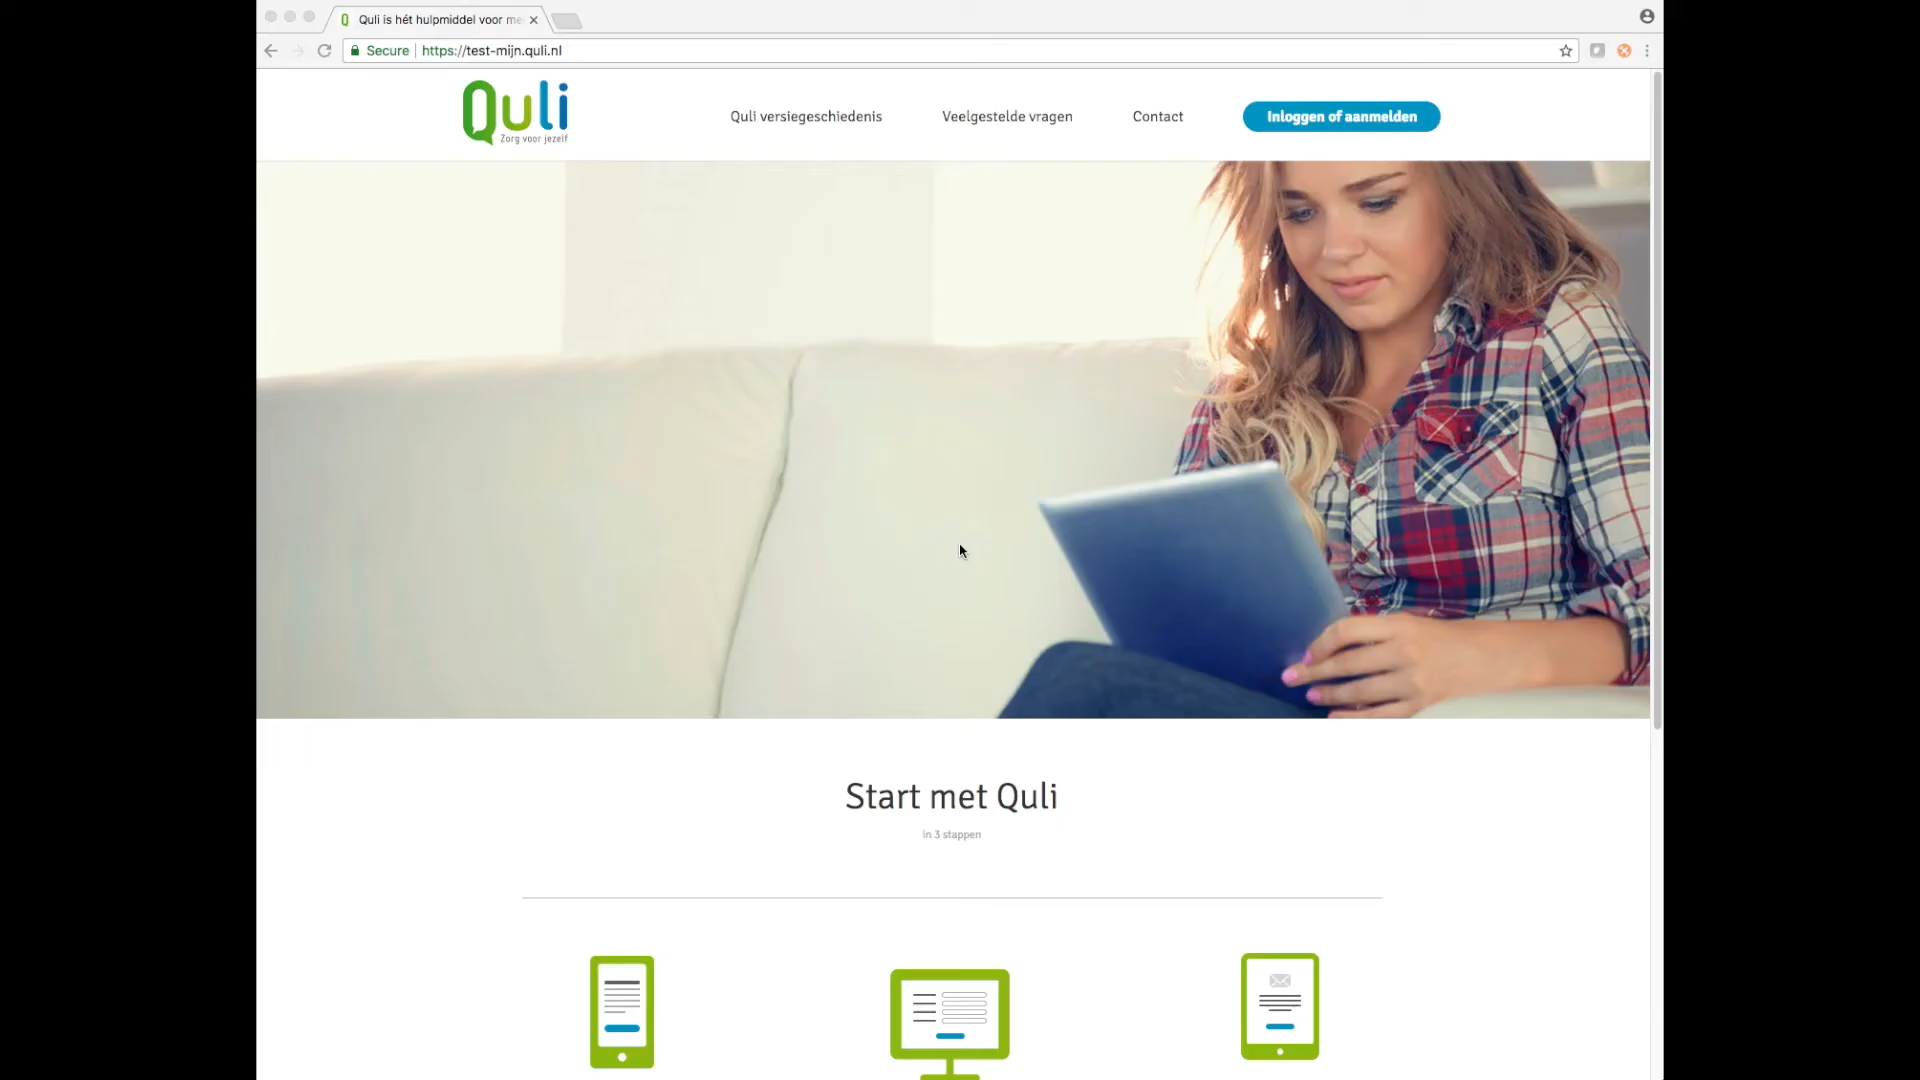 Quli is hét hulpmiddel voor me
Secure https://test-mijn.quli.nl
Quli
Zorg voor jezelf
Quli versiegeschiedenis
Veelgestelde vragen
Contact
Inloggen of aanmelden
Start met Quli
in 3 stappen